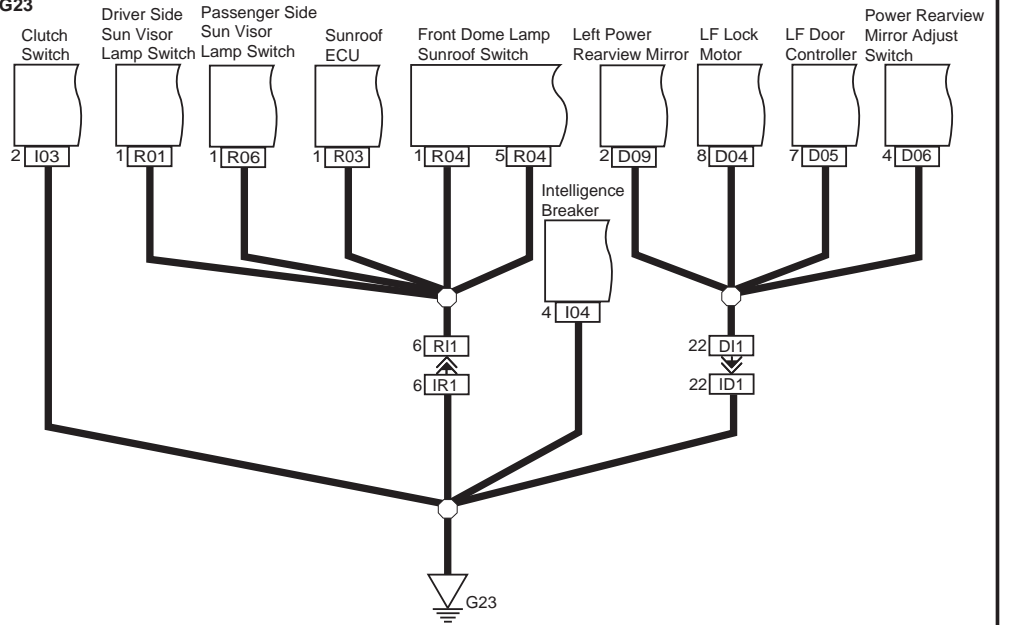 G23
Clutch
Switch
Driver Side
Sun Visor
Lamp Switch
Passenger Side
Sun Visor
Lamp Switch
Sunroof
ECU
Front Dome Lamp
Sunroof Switch
Left Power
Rearview Mirror
LF Lock
Motor
LF Door
Controller
Power Rearview
Mirror Adjust
Switch
2 I03
1 R01
1 R06
1 R03
1 R04
5 R04
2 D09
8 D04
7 D05
4 D06
Intelligence
Breaker
4 I04
6 RI1
22 DI1
6 IR1
22 ID1
G23